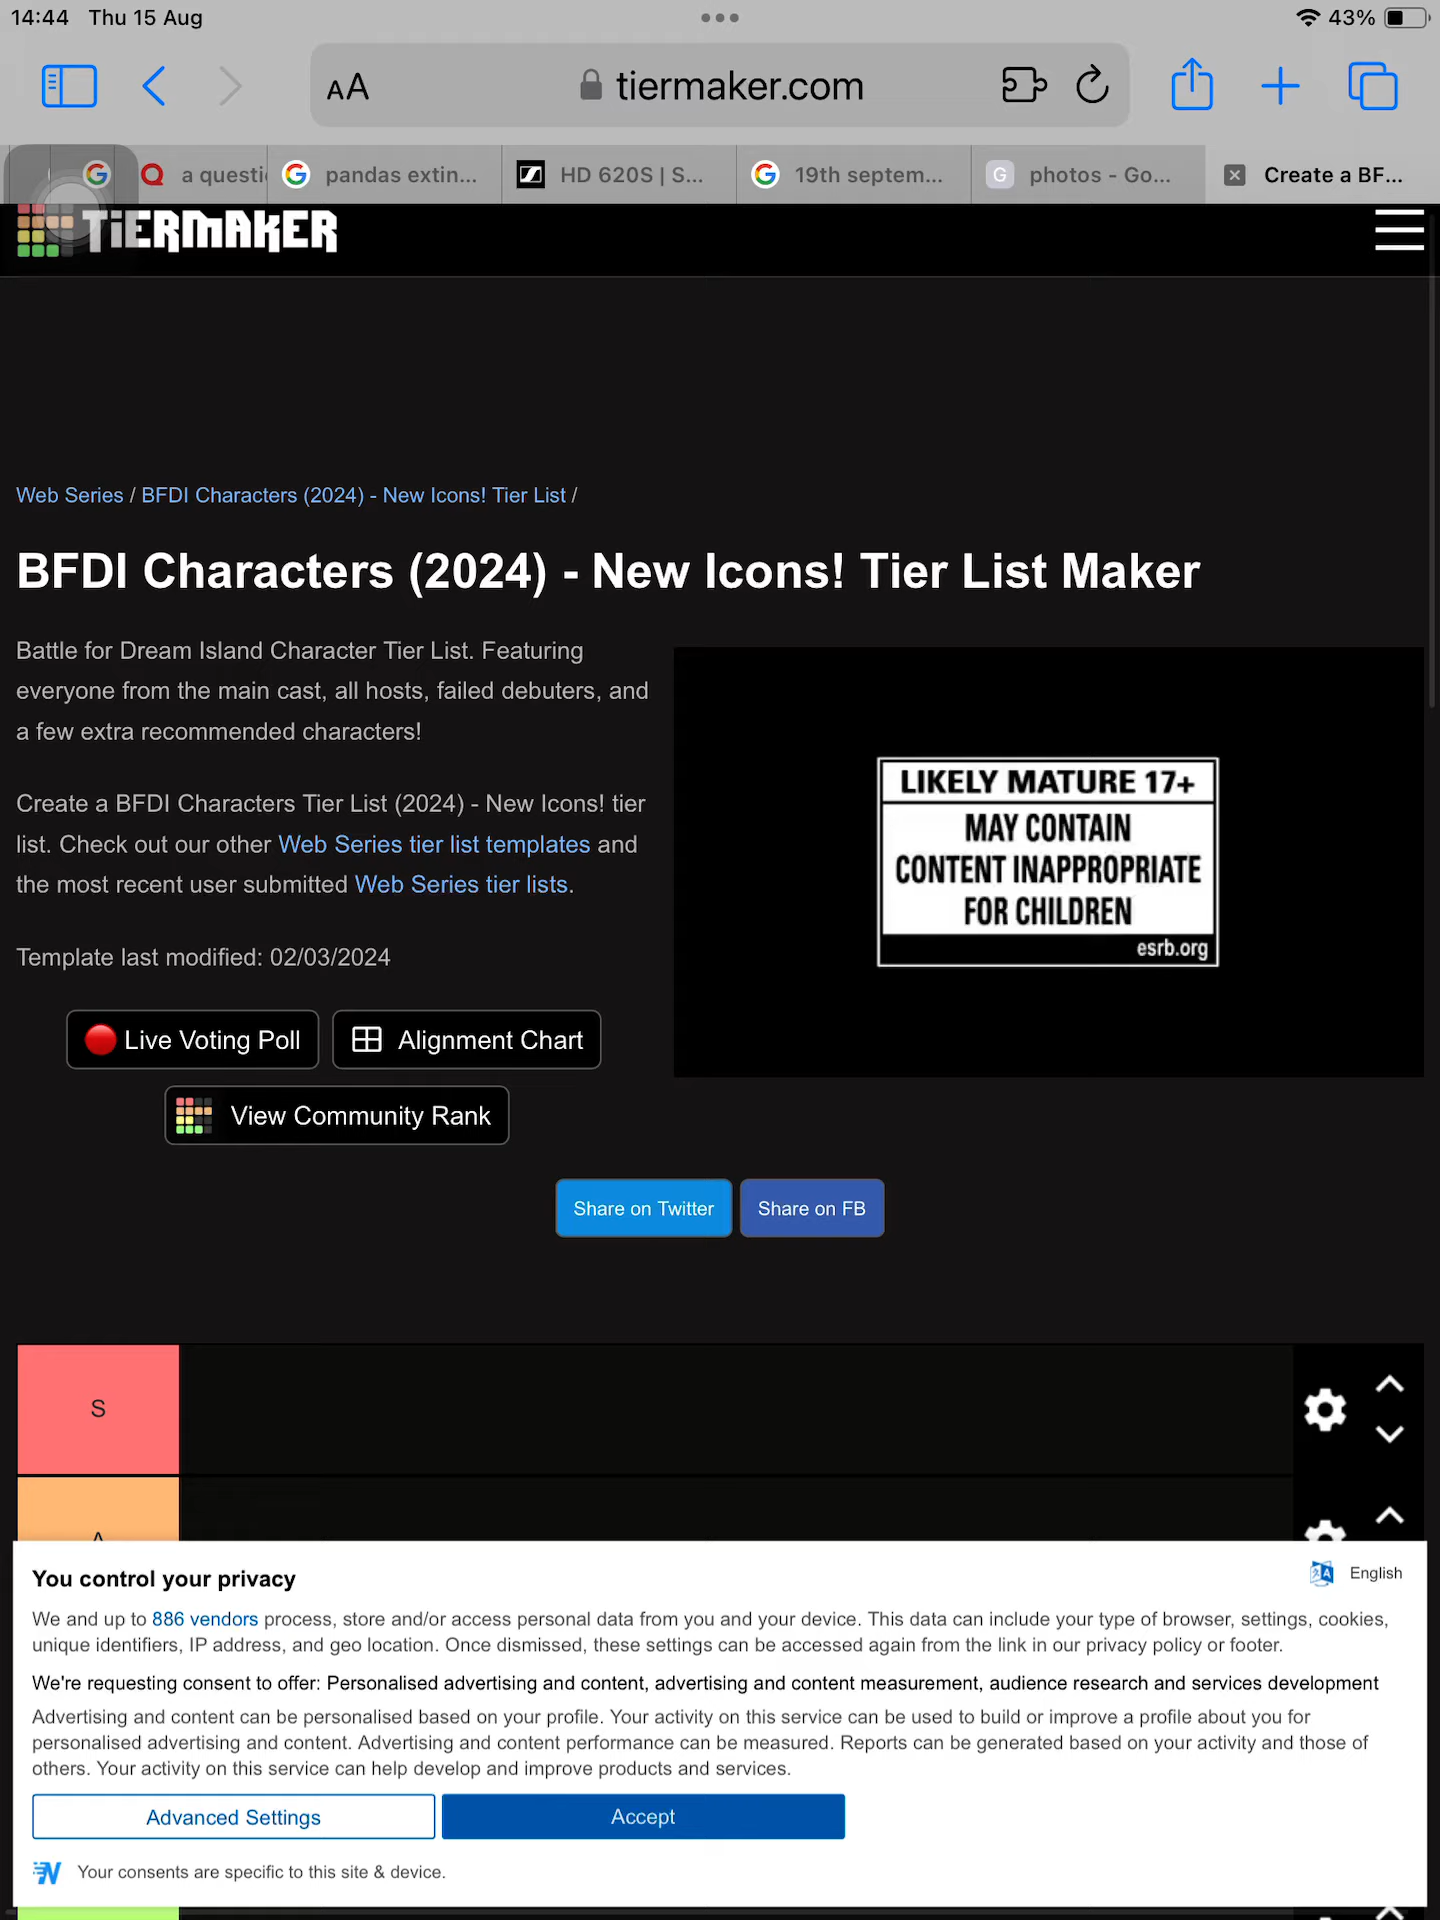 14:44 Thu 15 Aug
43%
AA
tiermaker.com
a questi
pandas extin...
HD 620S | S...
19th septem...
G
photos - Go...
Create a BF...
TiERMAKER
Web Series / BFDI Characters (2024) - New Icons! Tier List /
BFDI Characters (2024) - New Icons! Tier List Maker
Battle for Dream Island Character Tier List. Featuring
everyone from the main cast, all hosts, failed debuters, and
a few extra recommended characters!
Create a BFDI Characters Tier List (2024) - New Icons! tier
list. Check out our other Web Series tier list templates and
the most recent user submitted Web Series tier lists.
Template last modified: 02/03/2024
LIKELY MATURE 17+
MAY CONTAIN
CONTENT INAPPROPRIATE
FOR CHILDREN
esrb.org
Live Voting Poll
Alignment Chart
View Community Rank
Share on Twitter
Share on FB
S
A
You control your privacy
English
We and up to 886 vendors process, store and/or access personal data from you and your device. This data can include your type of browser, settings, cookies,
unique identifiers, IP address, and geo location. Once dismissed, these settings can be accessed again from the link in our privacy policy or footer.
We're requesting consent to offer: Personalised advertising and content, advertising and content measurement, audience research and services development
Advertising and content can be personalised based on your profile. Your activity on this service can be used to build or improve a profile about you for
personalised advertising and content. Advertising and content performance can be measured. Reports can be generated based on your activity and those of
others. Your activity on this service can help develop and improve products and services.
Advanced Settings
Accept
Your consents are specific to this site & device.